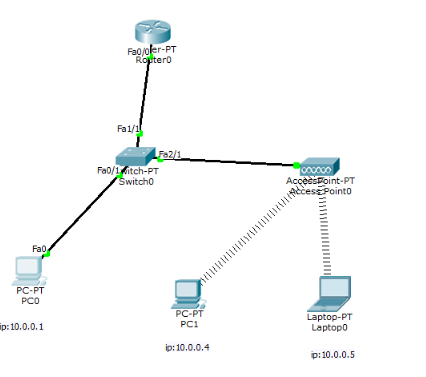 Fa0/0
Router0
Fa1/1
Fa2/1
Fa0/1
Switch0
AccessPoint-PT
Access Point0
Fa0
PC-PT
PC0
PC-PT
PC1
Laptop-PT
Laptop0
ip:10.0.0.1
ip:10.0.0.4
ip:10.0.0.5